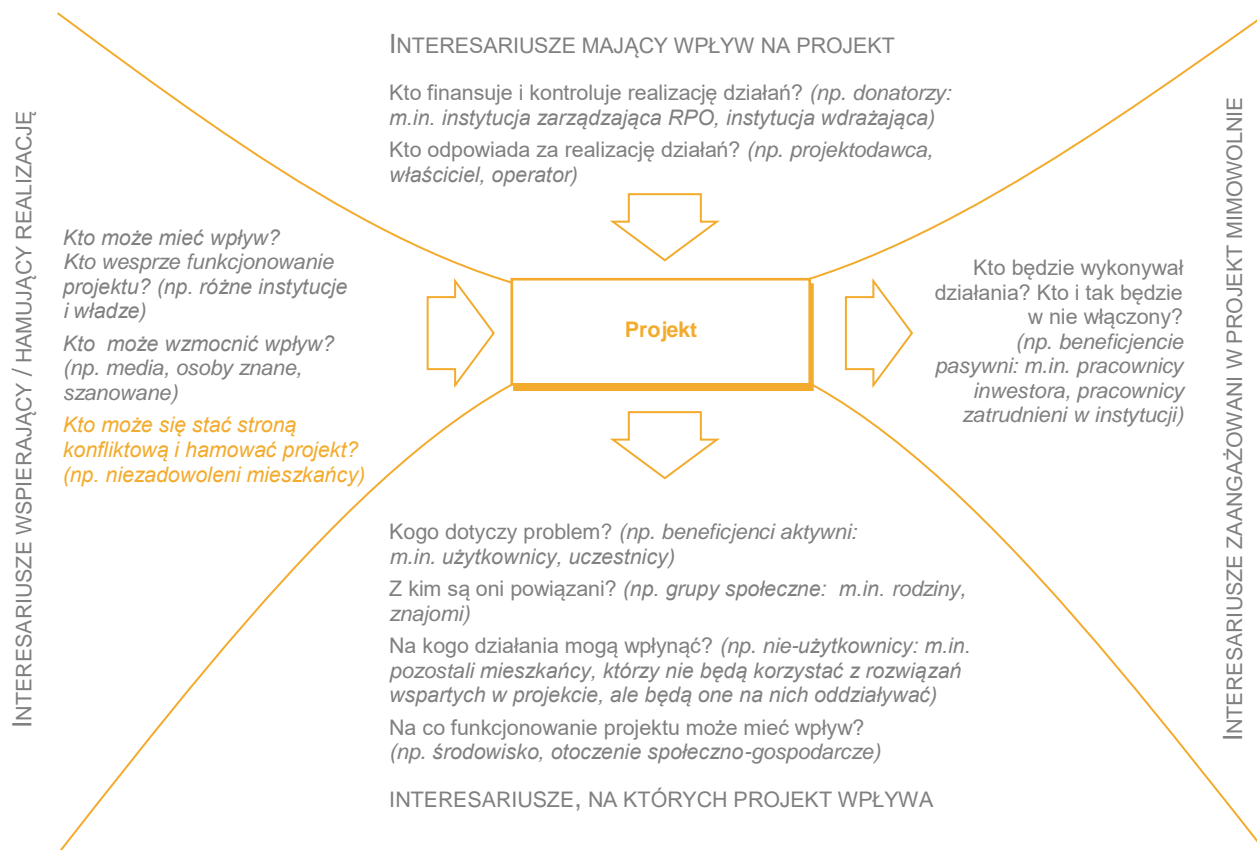 INTERESARIUSZE MAJĄCY WPŁYW NA PROJEKT
Kto finansuje i kontroluje realizację działań? (np. donatorzy:
m.in. instytucja zarządzająca RPO, instytucja wdrażająca)
Kto odpowiada za realizację działań? (np. projektodawca,
właściciel, operator)
INTERESARIUSZE WSPIERAJĄCY / HAMUJĄCY REALIZACJĘ
Kto może mieć wpływ?
Kto wesprze funkcjonowanie
projektu? (np. różne instytucje
i władze)
Kto może wzmocnić wpływ?
(np. media, osoby znane,
szanowane)
Kto może się stać stroną
konfliktową i hamować projekt?
(np. niezadowoleni mieszkańcy)
Projekt
Kto będzie wykonywał
działania? Kto i tak będzie
w nie włączony?
(np. beneficjencie
pasywni: m.in. pracownicy
inwestora, pracownicy
zatrudnieni w instytucji)
INTERESARIUSZE ZAANGAŻOWANI W PROJEKT MIMOWOLNIE
Kogo dotyczy problem? (np. beneficjenci aktywni:
m.in. użytkownicy, uczestnicy)
Z kim są oni powiązani? (np. grupy społeczne: m.in. rodziny,
znajomi)
Na kogo działania mogą wpłynąć? (np. nie-użytkownicy: m.in.
pozostali mieszkańcy, którzy nie będą korzystać z rozwiązań
wspartych w projekcie, ale będą one na nich oddziaływać)
Na co funkcjonowanie projektu może mieć wpływ?
(np. środowisko, otoczenie społeczno-gospodarcze)
INTERESARIUSZE, NA KTÓRYCH PROJEKT WPŁYWA